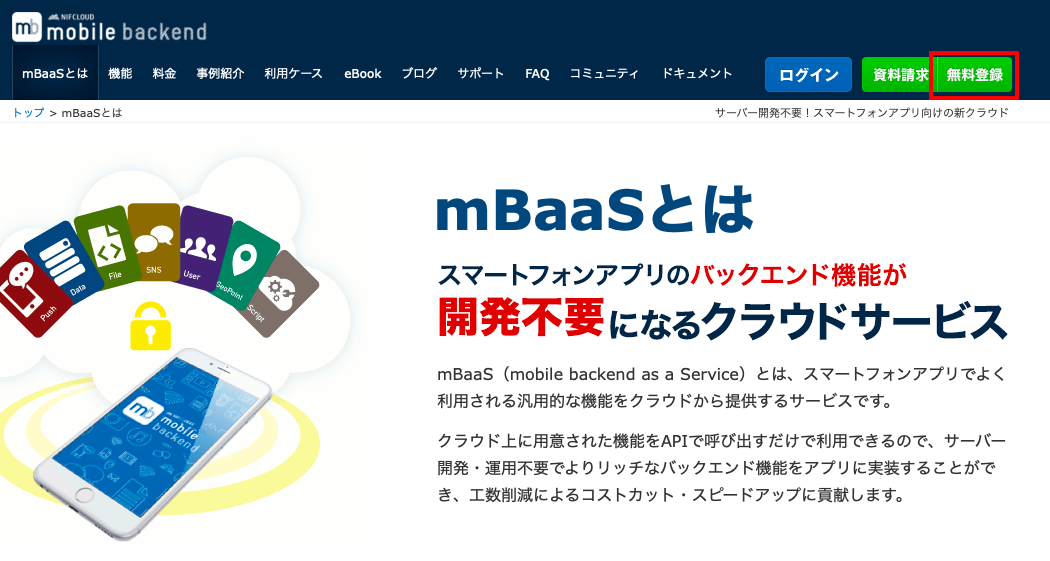 NIFCLOUD
mb mobile backend
mBaaSとは 機能 料金 事例紹介 利用ケース eBook ブログ サポート FAQ コミュニティ ドキュメント ログイン 資料請求 無料登録
トップ > mBaaSとは サーバー開発不要！スマートフォンアプリ向けの新クラウド
mBaaSとは
スマートフォンアプリのバックエンド機能が
開発不要になるクラウドサービス
Push
Data
File
SNS
User
GeoPoint
Script
mBaaS（mobile backend as a Service）とは、スマートフォンアプリでよく
利用される汎用的な機能をクラウドから提供するサービスです。
クラウド上に用意された機能をAPIで呼び出すだけで利用できるので、サーバー
開発・運用不要でよりリッチなバックエンド機能をアプリに実装することがで
き、工数削減によるコストカット・スピードアップに貢献します。
mb mobile
backend